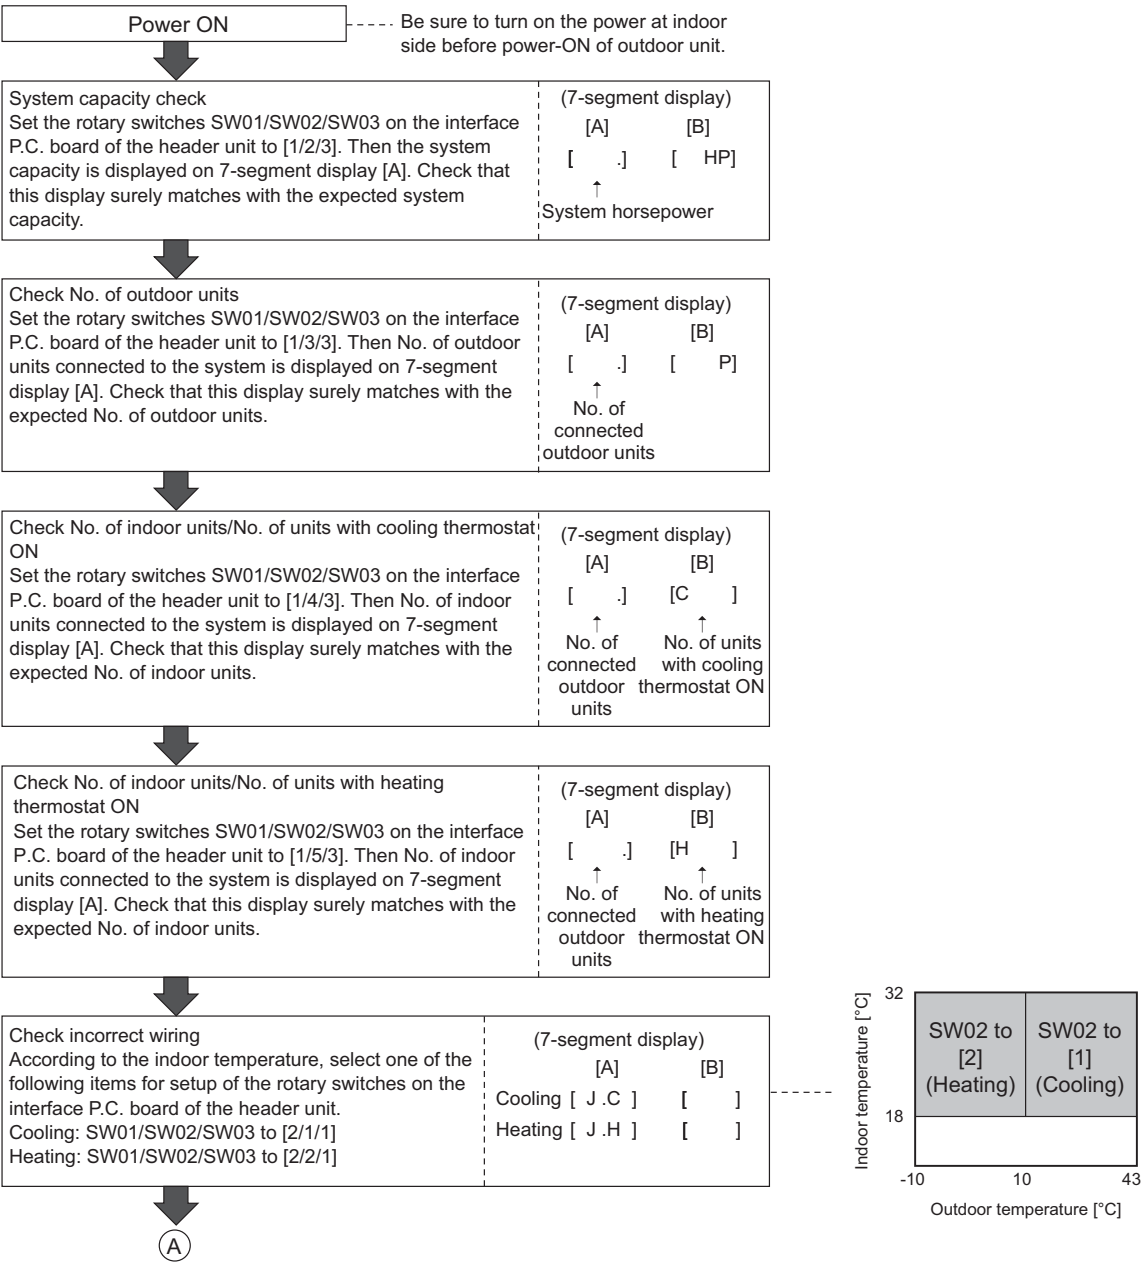 Power ON
Be sure to turn on the power at indoor
side before power-ON of outdoor unit.
System capacity check
Set the rotary switches SW01/SW02/SW03 on the interface
P.C. board of the header unit to [1/2/3]. Then the system
capacity is displayed on 7-segment display [A]. Check that
this display surely matches with the expected system
capacity.
(7-segment display)
[A] [B]
[ .] [ HP]
↑
System horsepower
Check No. of outdoor units
Set the rotary switches SW01/SW02/SW03 on the interface
P.C. board of the header unit to [1/3/3]. Then No. of outdoor
units connected to the system is displayed on 7-segment
display [A]. Check that this display surely matches with the
expected No. of outdoor units.
(7-segment display)
[A] [B]
[ .] [ P]
↑
No. of
connected
outdoor units
Check No. of indoor units/No. of units with cooling thermostat
ON
Set the rotary switches SW01/SW02/SW03 on the interface
P.C. board of the header unit to [1/4/3]. Then No. of indoor
units connected to the system is displayed on 7-segment
display [A]. Check that this display surely matches with the
expected No. of indoor units.
(7-segment display)
[A] [B]
[ .] [C ]
↑ ↑
No. of No. of units
connected with cooling
outdoor thermostat ON
units
Check No. of indoor units/No. of units with heating
thermostat ON
Set the rotary switches SW01/SW02/SW03 on the interface
P.C. board of the header unit to [1/5/3]. Then No. of indoor
units connected to the system is displayed on 7-segment
display [A]. Check that this display surely matches with the
expected No. of indoor units.
(7-segment display)
[A] [B]
[ .] [H ]
↑ ↑
No. of No. of units
connected with heating
outdoor thermostat ON
units
Check incorrect wiring
According to the indoor temperature, select one of the
following items for setup of the rotary switches on the
interface P.C. board of the header unit.
Cooling: SW01/SW02/SW03 to [2/1/1]
Heating: SW01/SW02/SW03 to [2/2/1]
(7-segment display)
[A] [B]
Cooling [ J .C ] [ ]
Heating [ J .H ] [ ]
Indoor temperature [°C]
32
18
SW02 to
[2]
(Heating)
SW02 to
[1]
(Cooling)
-10 10 43
Outdoor temperature [°C]
A